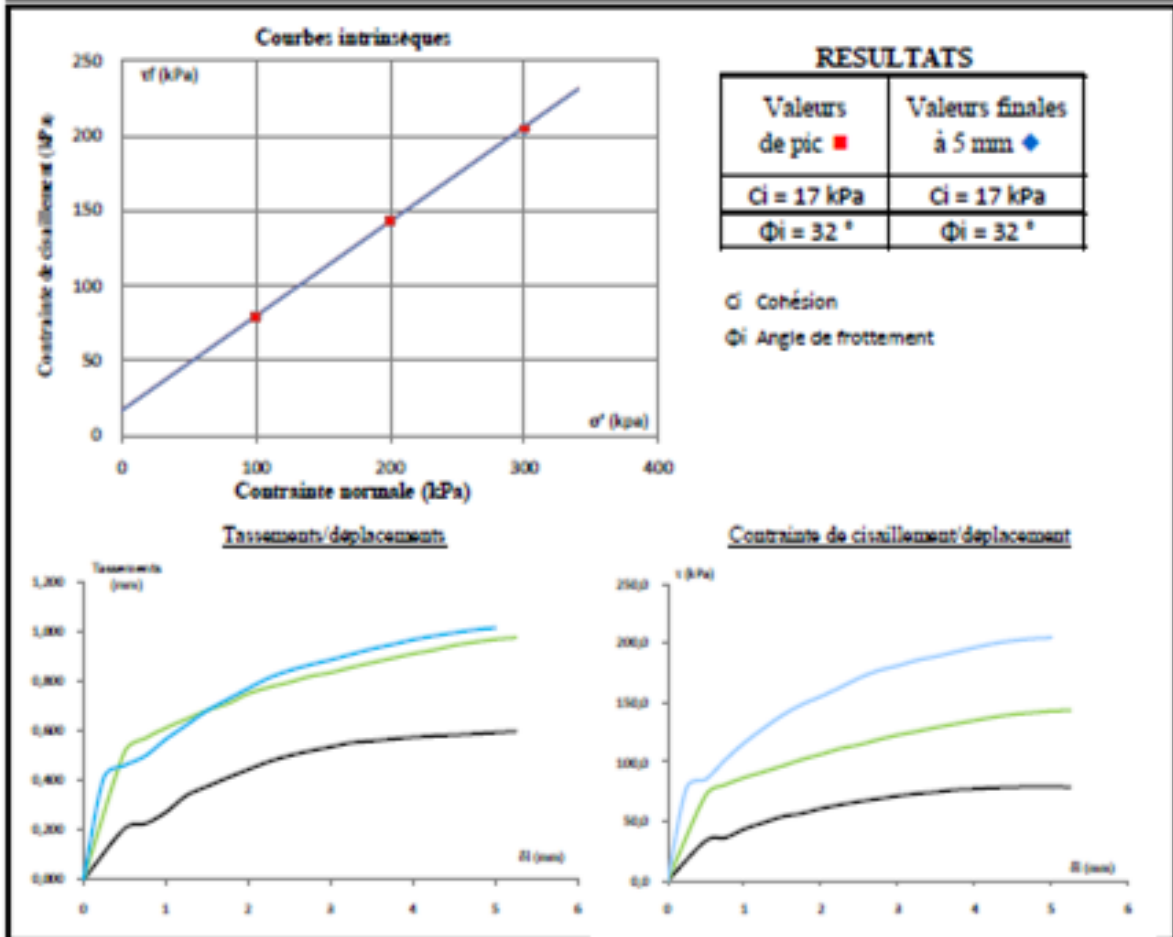 Courbes intrinsèques
τf (kPa)
Contrainte de cisaillement (kPa)
250
200
150
100
50
0
σ' (kpa)
0 100 200 300 400
Contrainte normale (kPa)
RESULTATS
Valeurs de pic
Valeurs finales à 5 mm
Ci = 17 kPa Ci = 17 kPa
Φi = 32 ° Φi = 32 °
Ci Cohésion
Φi Angle de frottement
Tassements/déplacements
Tassements
(mm)
1,200
1,000
0,800
0,600
0,400
0,200
0,000
(mm)
0 1 2 3 4 5 6
Contrainte de cisaillement/déplacement
τ (kPa)
250,0
200,0
150,0
100,0
50,0
0,0
(mm)
0 1 2 3 4 5 6